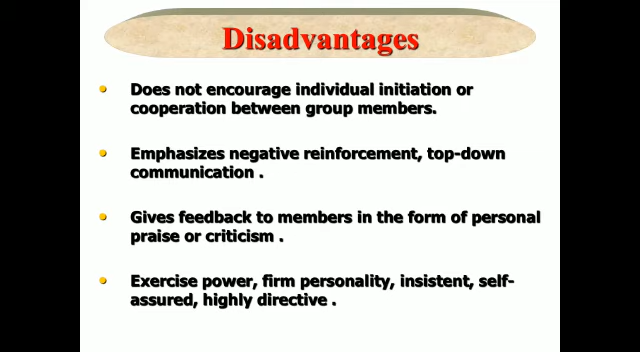 Disadvantages
Does not encourage individual initiation or
cooperation between group members.
Emphasizes negative reinforcement, top-down
communication .
Gives feedback to members in the form of personal
praise or criticism .
Exercise power, firm personality, insistent, self-
assured, highly directive .